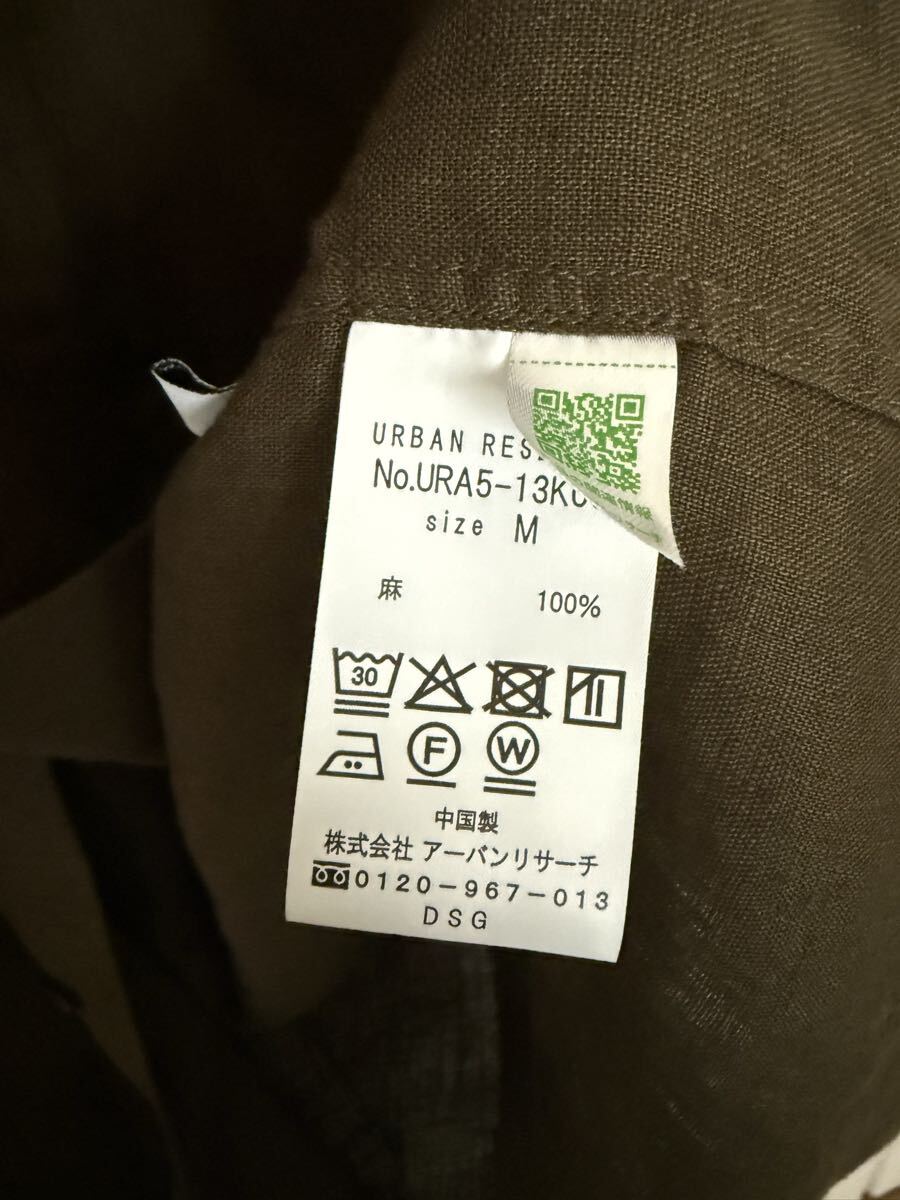 URBAN
No.URA5-13K
size M
麻 100%
30
F W
中国製
株式会社 アーバンリサーチ
0120-967-013
DSG